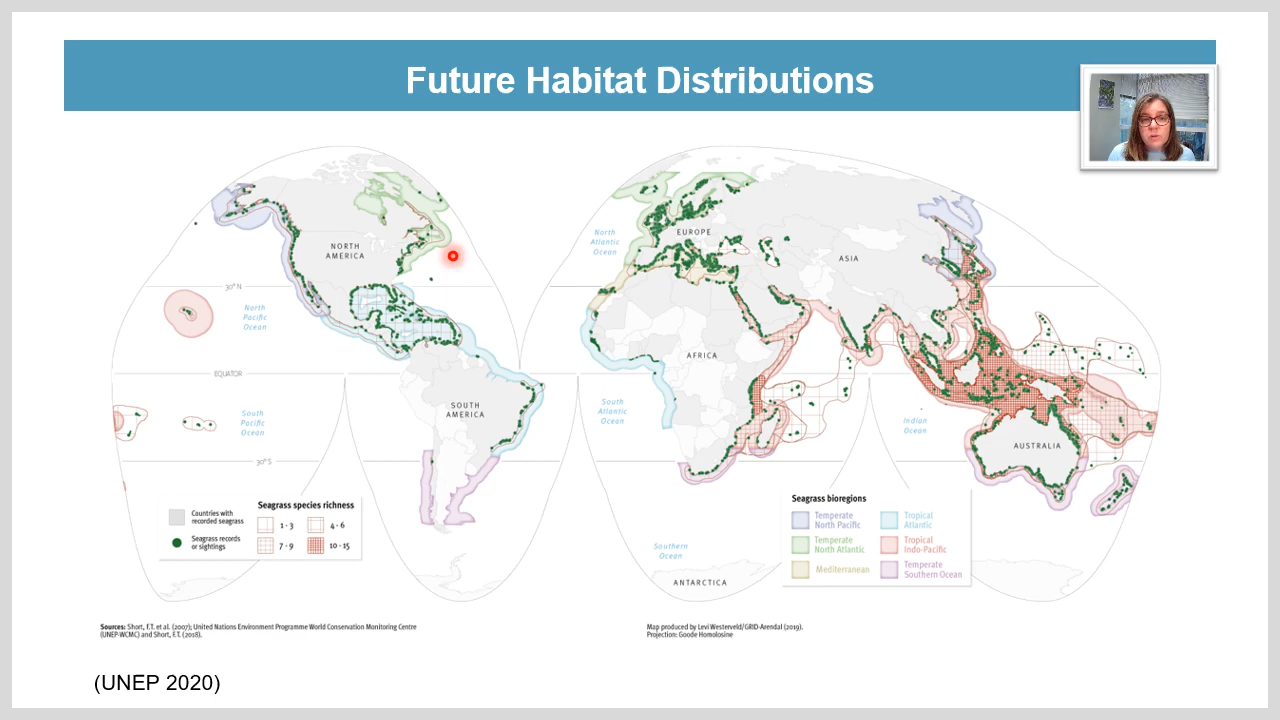 Future Habitat Distributions
NORTH
AMERICA
North
Atlantic
Ocean
EUROPE
ASIA
30° N
North
Pacific
Ocean
AFRICA
EQUATOR
SOUTH
AMERICA
South
Pacific
Ocean
South
Atlantic
Ocean
Indian
Ocean
AUSTRALIA
30° S
Countries with
recorded seagrass
Seagrass records
or sightings
Seagrass species richness
1 - 3
4 - 6
7 - 9
10 - 15
Southern
Ocean
ANTARCTICA
Seagrass bioregions
Temperate
North Pacific
Tropical
Atlantic
Temperate
North Atlantic
Tropical
Indo-Pacific
Mediterranean
Temperate
Southern Ocean
Sources: Short, F.T. et al. (2007); United Nations Environment Programme World Conservation Monitoring Centre
(UNEP-WCMC) and Short, F.T. (2018).
Map produced by Levi Westerveld/GRID-Arendal (2019).
Projection: Goode Homolosine
(UNEP 2020)